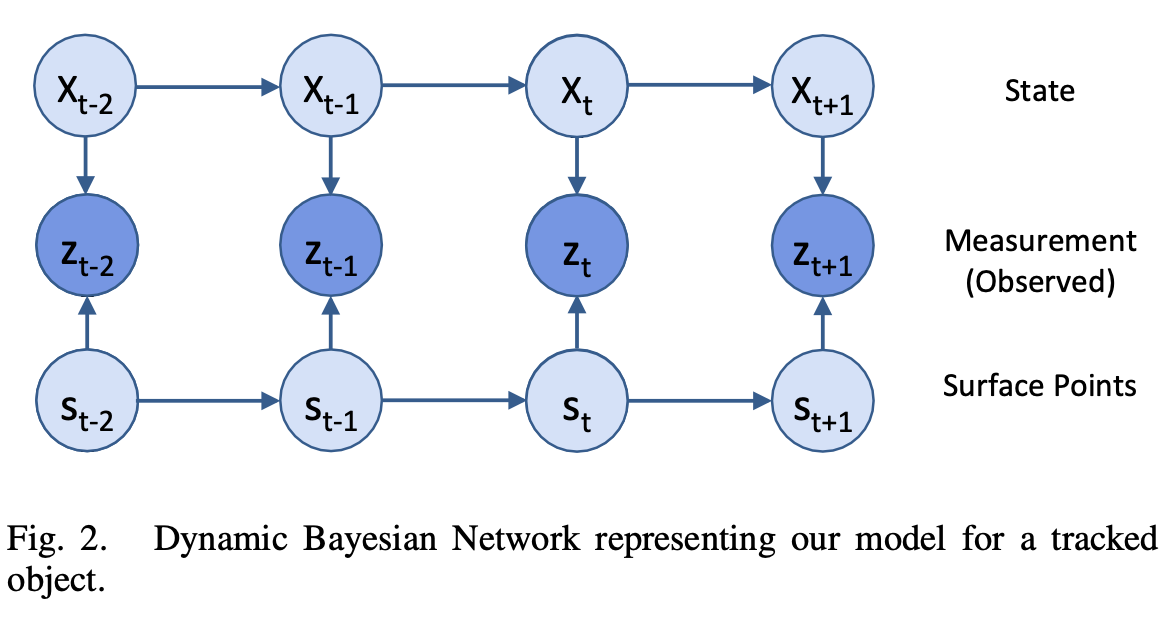 x_{t-2} x_{t-1} x_t x_{t+1} State
z_{t-2} z_{t-1} z_t z_{t+1} Measurement
(Observed)
s_{t-2} s_{t-1} s_t s_{t+1} Surface Points
Fig. 2. Dynamic Bayesian Network representing our model for a tracked
object.